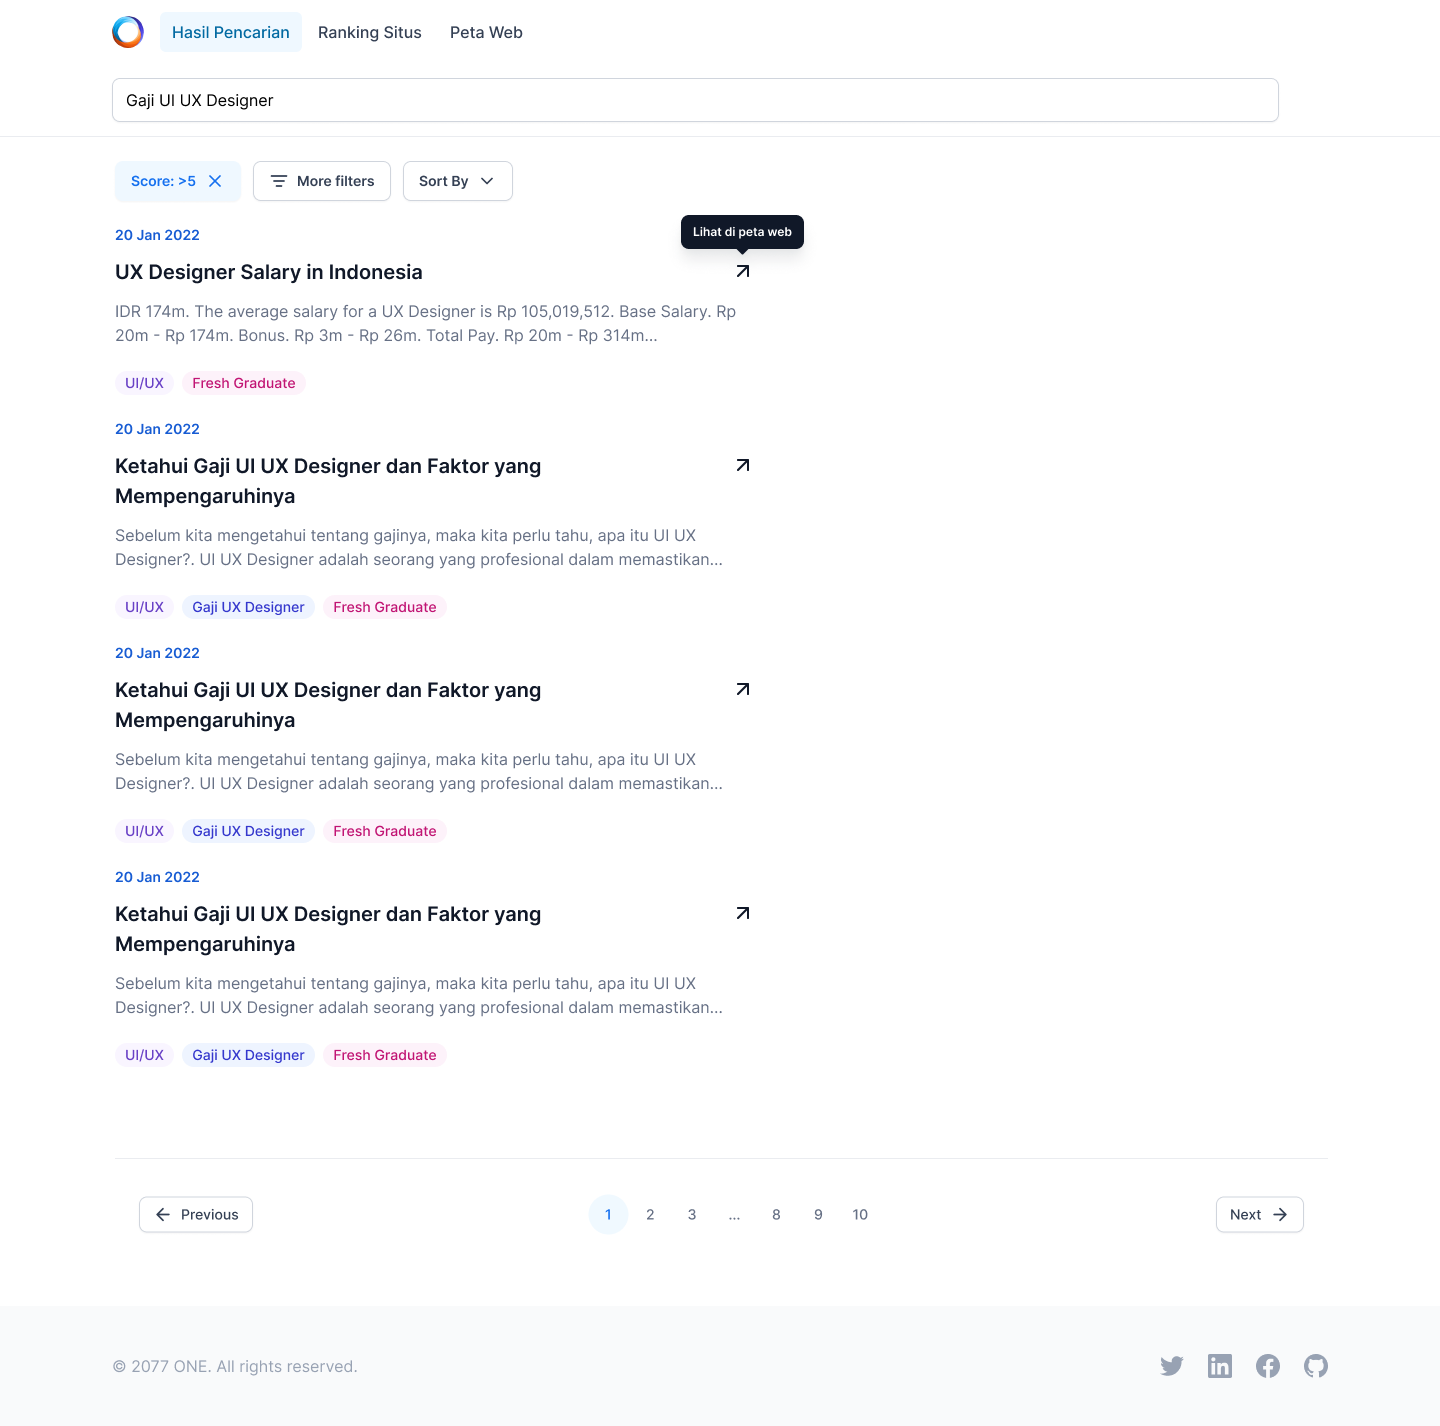 Hasil Pencarian Ranking Situs Peta Web
Gaji UI UX Designer
Score: >5 More filters Sort By
20 Jan 2022
Lihat di peta web
UX Designer Salary in Indonesia
IDR 174m. The average salary for a UX Designer is Rp 105,019,512. Base Salary. Rp
20m - Rp 174m. Bonus. Rp 3m - Rp 26m. Total Pay. Rp 20m - Rp 314m...
UI/UX Fresh Graduate
20 Jan 2022
Ketahui Gaji UI UX Designer dan Faktor yang
Mempengaruhinya
Sebelum kita mengetahui tentang gajinya, maka kita perlu tahu, apa itu UI UX
Designer?. UI UX Designer adalah seorang yang profesional dalam memastikan...
UI/UX Gaji UX Designer Fresh Graduate
20 Jan 2022
Ketahui Gaji UI UX Designer dan Faktor yang
Mempengaruhinya
Sebelum kita mengetahui tentang gajinya, maka kita perlu tahu, apa itu UI UX
Designer?. UI UX Designer adalah seorang yang profesional dalam memastikan...
UI/UX Gaji UX Designer Fresh Graduate
20 Jan 2022
Ketahui Gaji UI UX Designer dan Faktor yang
Mempengaruhinya
Sebelum kita mengetahui tentang gajinya, maka kita perlu tahu, apa itu UI UX
Designer?. UI UX Designer adalah seorang yang profesional dalam memastikan...
UI/UX Gaji UX Designer Fresh Graduate
Previous 1 2 3 ... 8 9 10 Next
© 2077 ONE. All rights reserved.